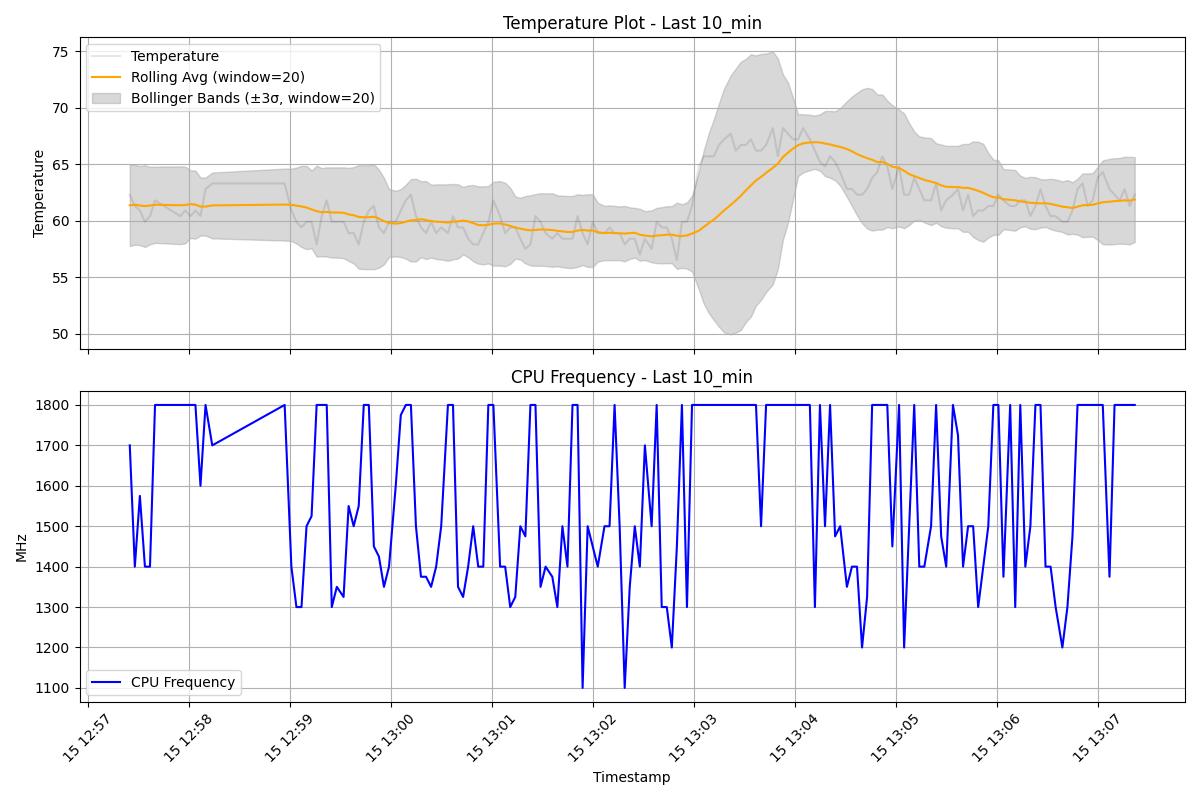 Temperature Plot - Last 10_min
Temperature
75
70
65
60
55
50
Temperature
Rolling Avg (window=20)
Bollinger Bands (±3σ, window=20)
CPU Frequency - Last 10_min
MHz
1800
1700
1600
1500
1400
1300
1200
1100
CPU Frequency
15 12:57
15 12:58
15 12:59
15 13:00
15 13:01
15 13:02
15 13:03
15 13:04
15 13:05
15 13:06
15 13:07
Timestamp